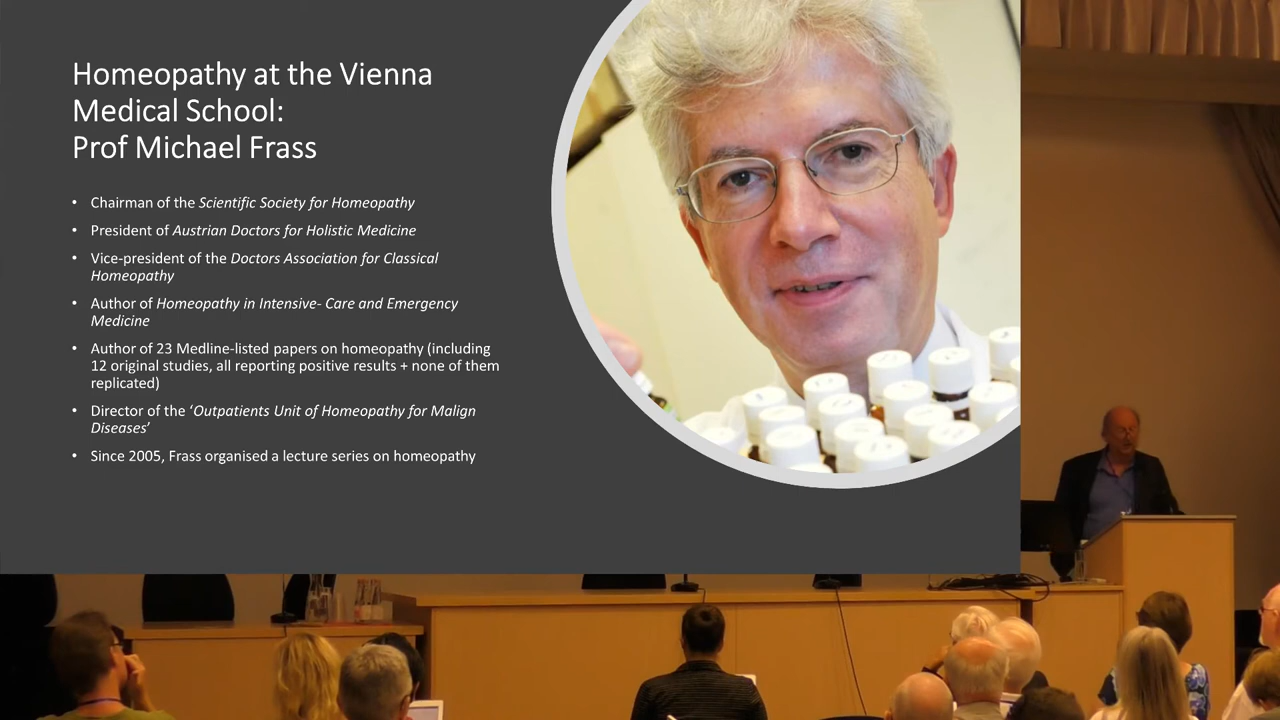 Homeopathy at the Vienna
Medical School:
Prof Michael Frass
• Chairman of the Scientific Society for Homeopathy
• President of Austrian Doctors for Holistic Medicine
• Vice-president of the Doctors Association for Classical
Homeopathy
• Author of Homeopathy in Intensive- Care and Emergency
Medicine
• Author of 23 Medline-listed papers on homeopathy (including
12 original studies, all reporting positive results + none of them
replicated)
• Director of the ‘Outpatients Unit of Homeopathy for Malign
Diseases’
• Since 2005, Frass organised a lecture series on homeopathy